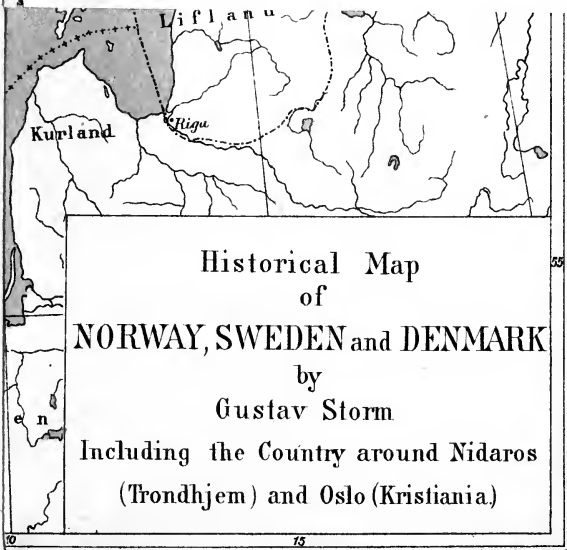 Lifland
Kurland
Riga
Historical Map
of
NORWAY, SWEDEN and DENMARK
by
Gustav Storm
Including the Country around Nidaros
(Trondhjem) and Oslo (Kristiania.)
55
en
10
15